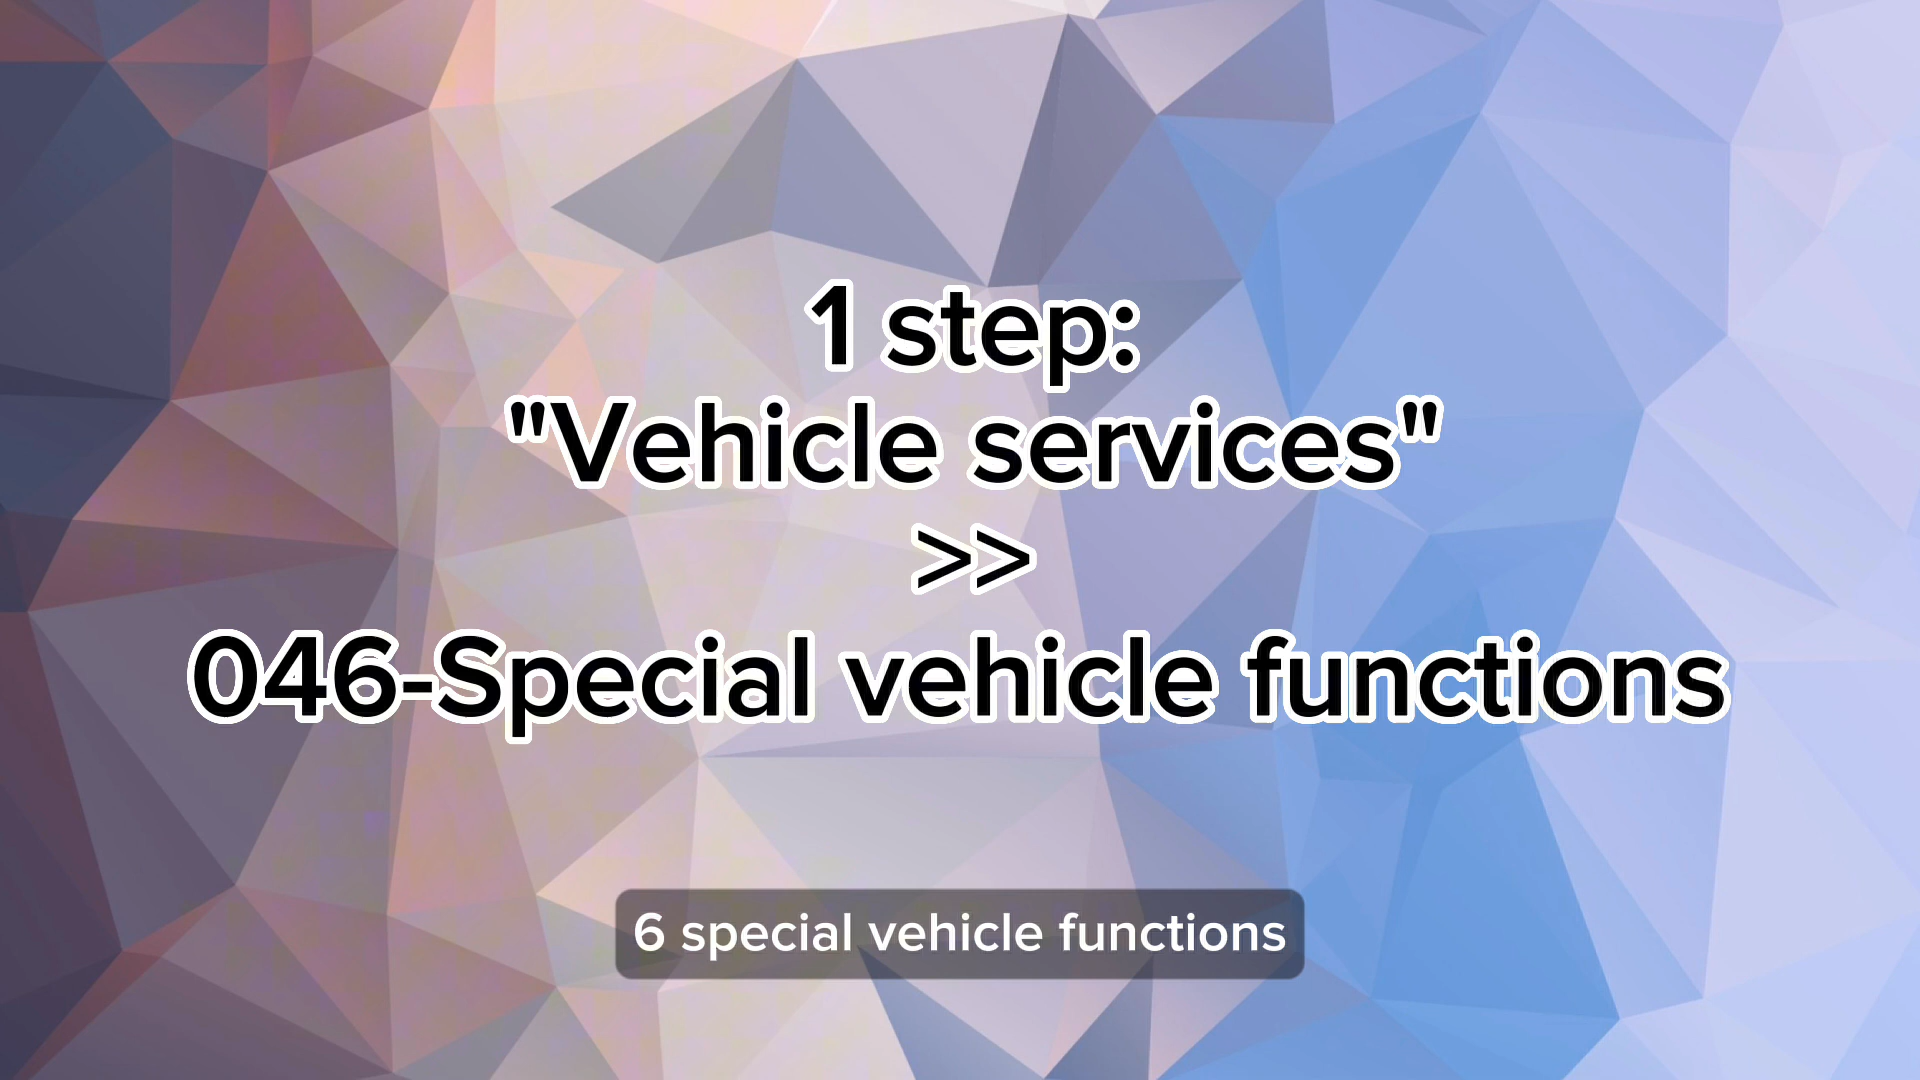 1 step:
"Vehicle services"
>>
046-Special vehicle functions
6 special vehicle functions